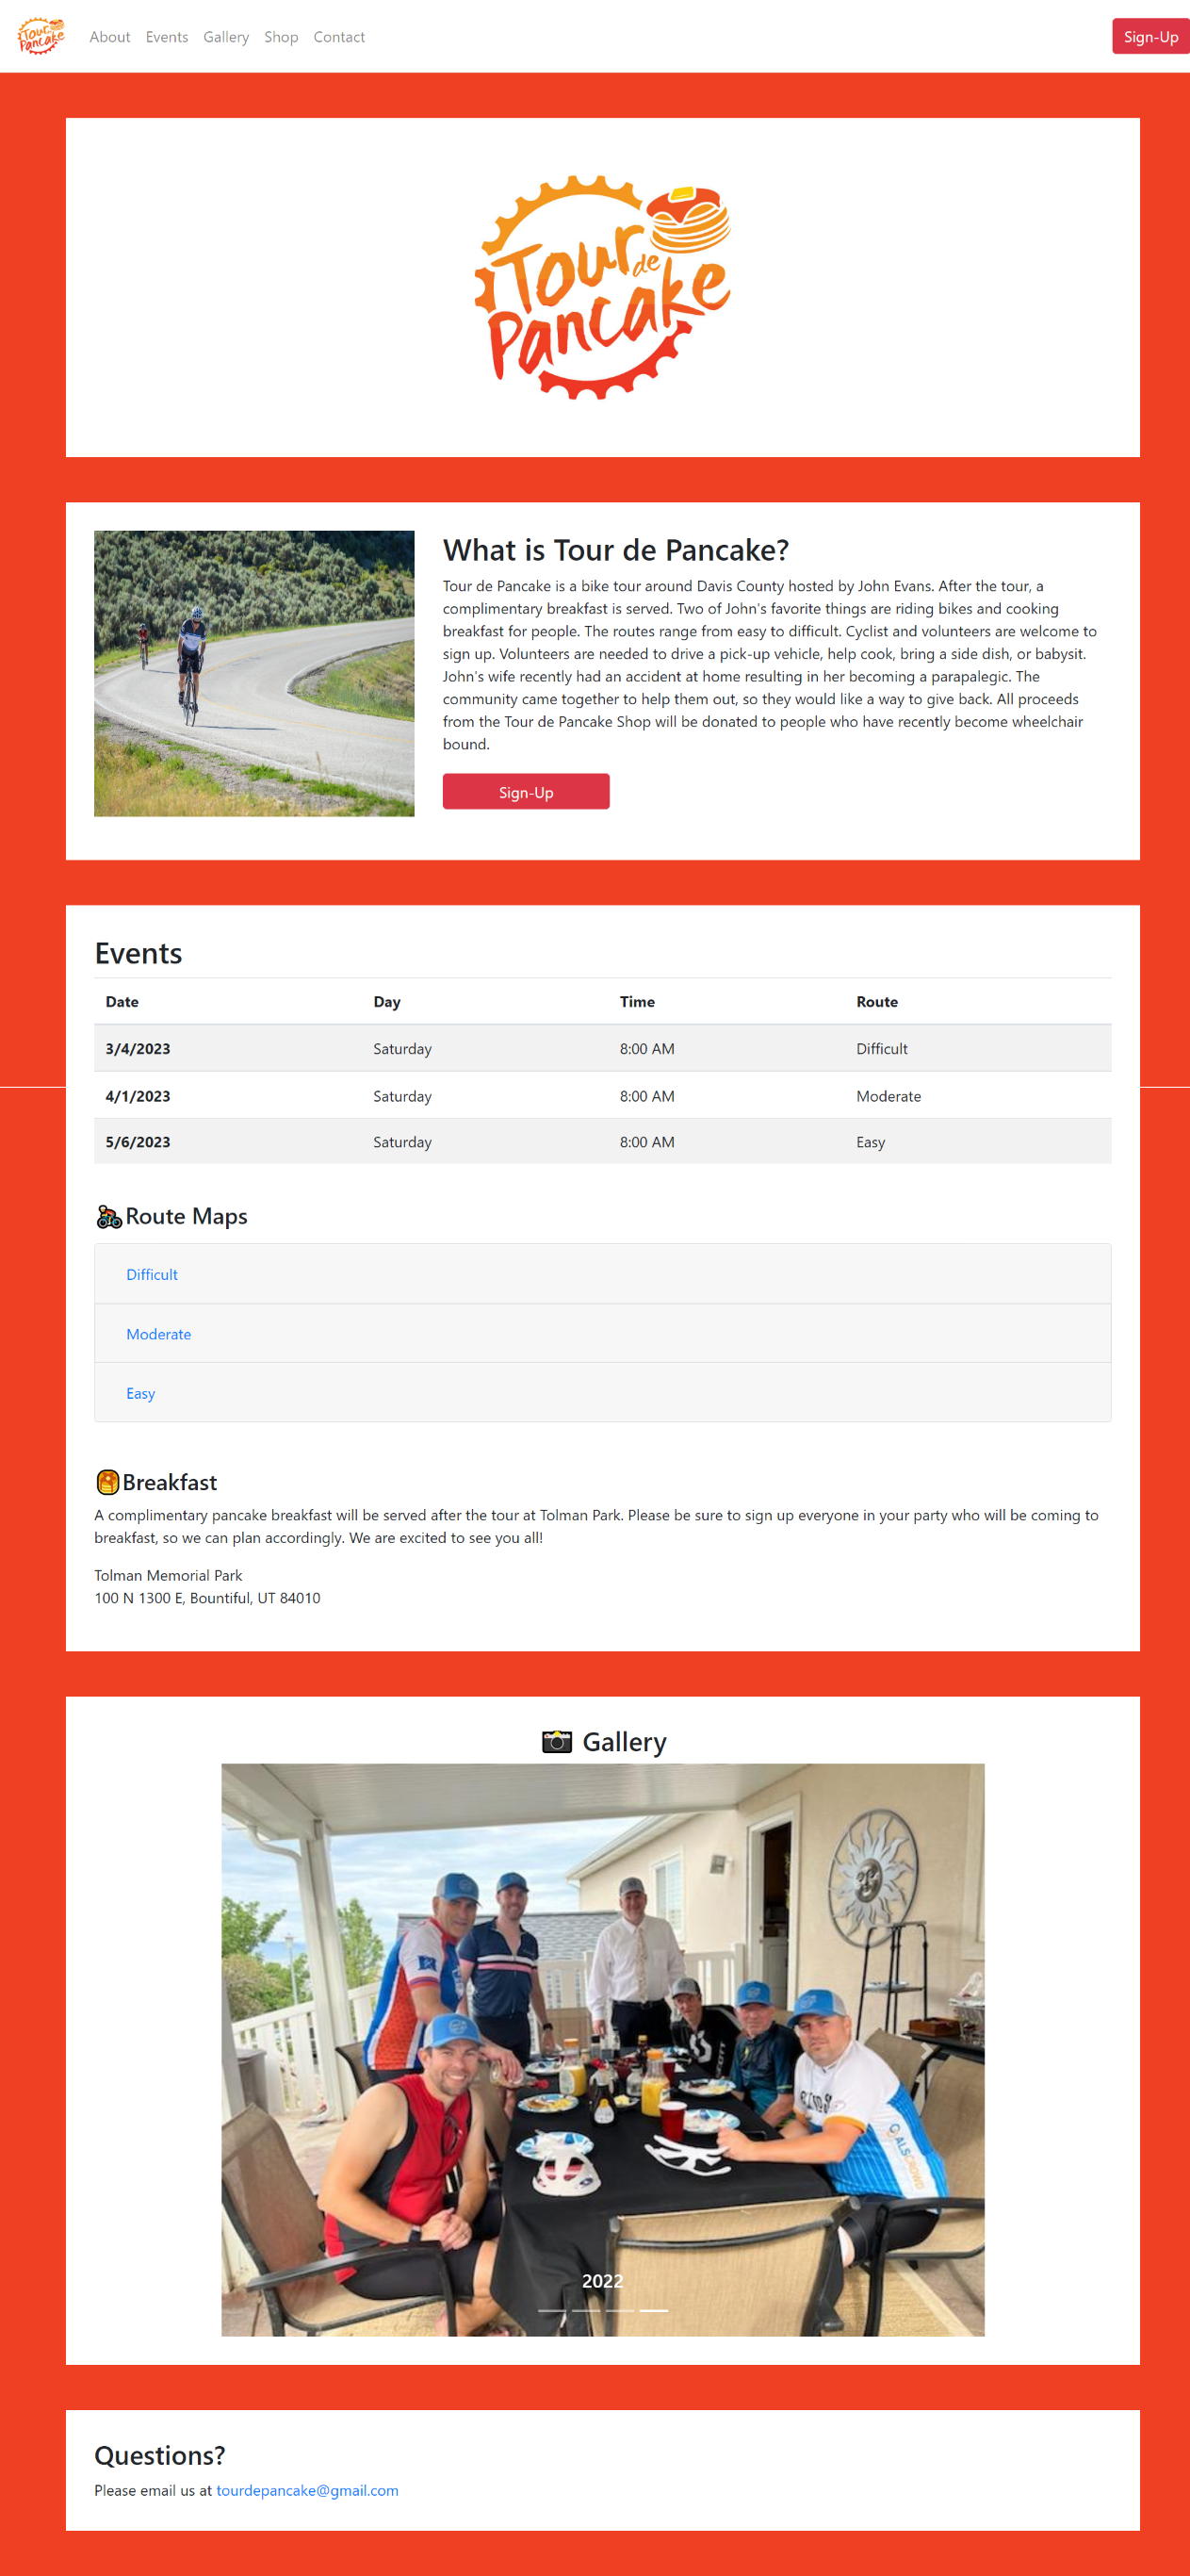 Tour de Pancake
About Events Gallery Shop Contact
Sign-Up
Tour de Pancake
What is Tour de Pancake?
Tour de Pancake is a bike tour around Davis County hosted by John Evans. After the tour, a
complimentary breakfast is served. Two of John's favorite things are riding bikes and cooking
breakfast for people. The routes range from easy to difficult. Cyclist and volunteers are welcome to
sign up. Volunteers are needed to drive a pick-up vehicle, help cook, bring a side dish, or babysit.
John's wife recently had an accident at home resulting in her becoming a parapalegic. The
community came together to help them out, so they would like a way to give back. All proceeds
from the Tour de Pancake Shop will be donated to people who have recently become wheelchair
bound.
Sign-Up
Events
Date Day Time Route
3/4/2023 Saturday 8:00 AM Difficult
4/1/2023 Saturday 8:00 AM Moderate
5/6/2023 Saturday 8:00 AM Easy
Route Maps
Difficult
Moderate
Easy
Breakfast
A complimentary pancake breakfast will be served after the tour at Tolman Park. Please be sure to sign up everyone in your party who will be coming to
breakfast, so we can plan accordingly. We are excited to see you all!
Tolman Memorial Park
100 N 1300 E, Bountiful, UT 84010
Gallery
2022
Questions?
Please email us at tourdepancake@gmail.com